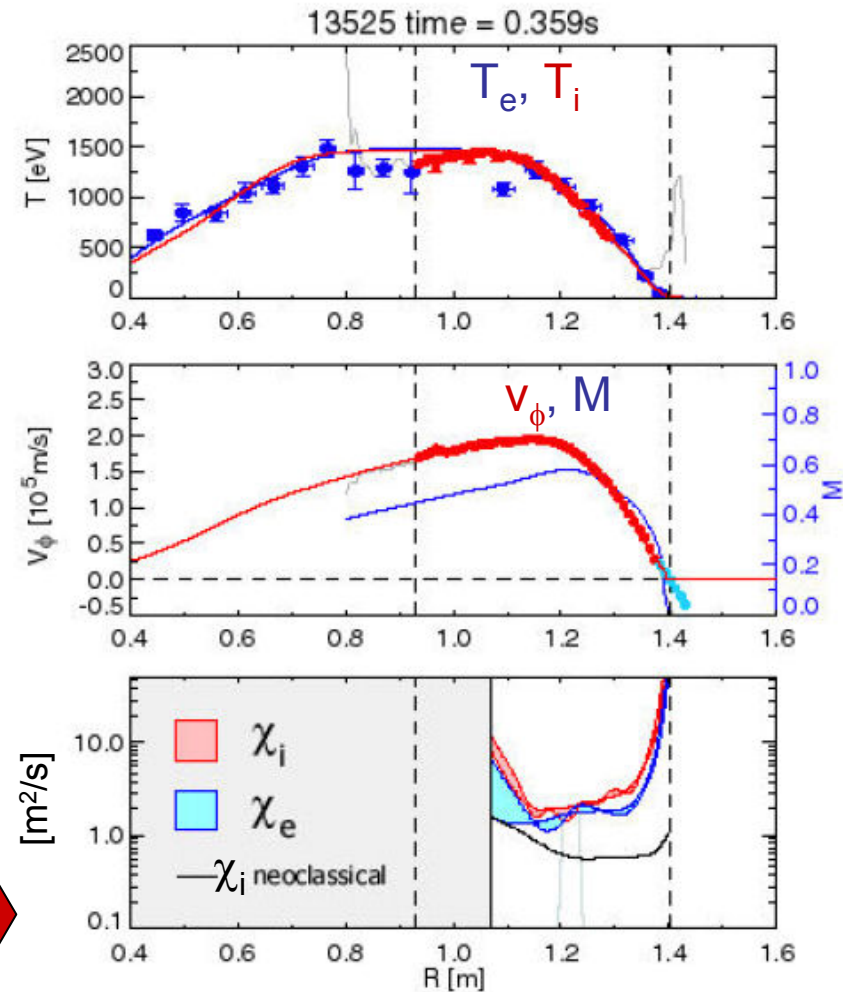 13525 time = 0.359s
T [eV]
2500
2000
1500
1000
500
0
Te, Ti
0.4 0.6 0.8 1.0 1.2 1.4 1.6
Vϕ [10⁵m/s]
3.0
2.5
2.0
1.5
1.0
0.5
0.0
-0.5
vϕ, M
1.0
0.8
0.6
0.4
0.2
0.0
M
0.4 0.6 0.8 1.0 1.2 1.4 1.6
[m²/s]
10.0
1.0
0.1
χi
χe
χi neoclassical
0.4 0.6 0.8 1.0 1.2 1.4 1.6
R [m]